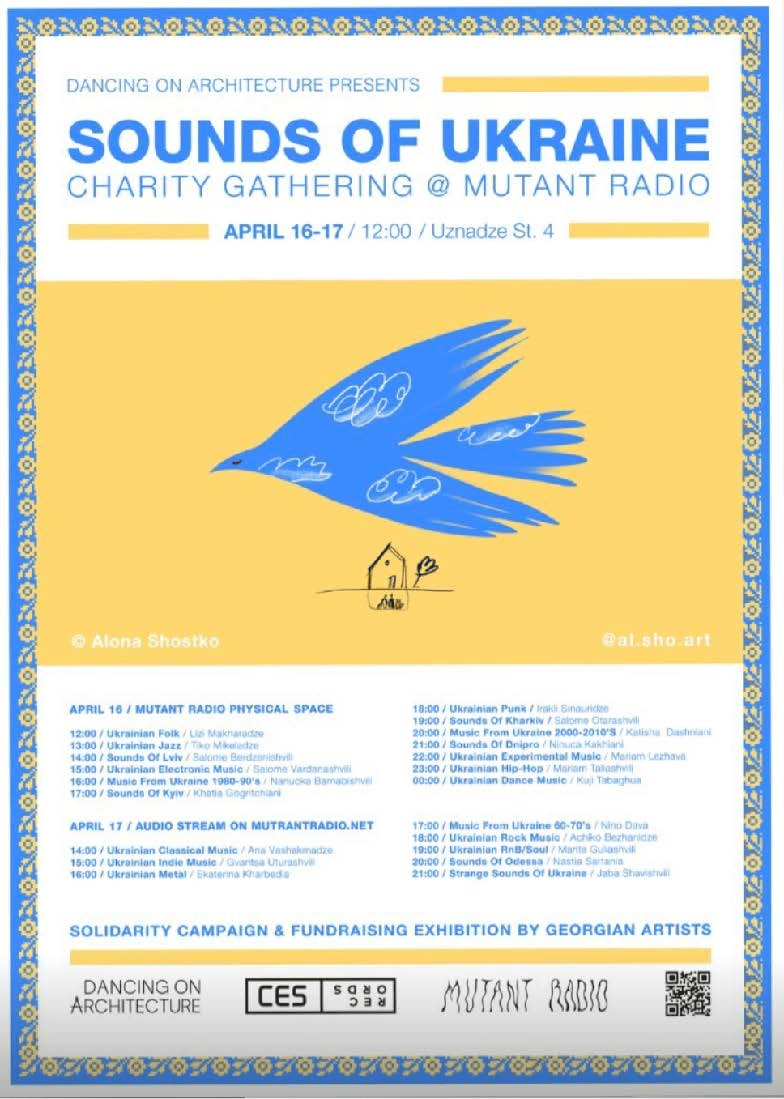 DANCING ON ARCHITECTURE PRESENTS
SOUNDS OF UKRAINE
CHARITY GATHERING @ MUTANT RADIO
APRIL 16-17 / 12:00 / Uznadze St. 4
© Alona Shostko
@al.sho.art
APRIL 16 / MUTANT RADIO PHYSICAL SPACE
12:00 / Ukrainian Folk / Lizi Makharadze
13:00 / Ukrainian Jazz / Tiko Mikeladze
14:00 / Sounds Of Lviv / Salome Berdzenishvili
15:00 / Ukrainian Electronic Music / Salome Vardanashvili
16:00 / Music From Ukraine 1980-90's / Nanucka Barnabishvili
17:00 / Sounds Of Kyiv / Khatia Gogritchiani
18:00 / Ukrainian Punk / Irakli Sinauridze
19:00 / Sounds Of Kharkiv / Salome Otarashvili
20:00 / Music From Ukraine 2000-2010'S / Katisha Dashniani
21:00 / Sounds Of Dnipro / Ninuca Kakhiani
22:00 / Ukrainian Experimental Music / Mariam Lezhava
23:00 / Ukrainian Hip-Hop / Mariam Taliashvili
00:00 / Ukrainian Dance Music / Kuji Tabaghua
APRIL 17 / AUDIO STREAM ON MUTRANTRADIO.NET
14:00 / Ukrainian Classical Music / Ana Vashakmadze
15:00 / Ukrainian Indie Music / Gvantsa Uturashvili
16:00 / Ukrainian Metal / Ekaterina Kharbedia
17:00 / Music From Ukraine 60-70's / Nino Dava
18:00 / Ukrainian Rock Music / Achiko Bezhanidze
19:00 / Ukrainian RnB/Soul / Marita Guliashvili
20:00 / Sounds Of Odessa / Nastia Sartania
21:00 / Strange Sounds Of Ukraine / Jaba Shavishvili
SOLIDARITY CAMPAIGN & FUNDRAISING EXHIBITION BY GEORGIAN ARTISTS
DANCING ON
ARCHITECTURE
CES
RECORDS
MUTANT RADIO